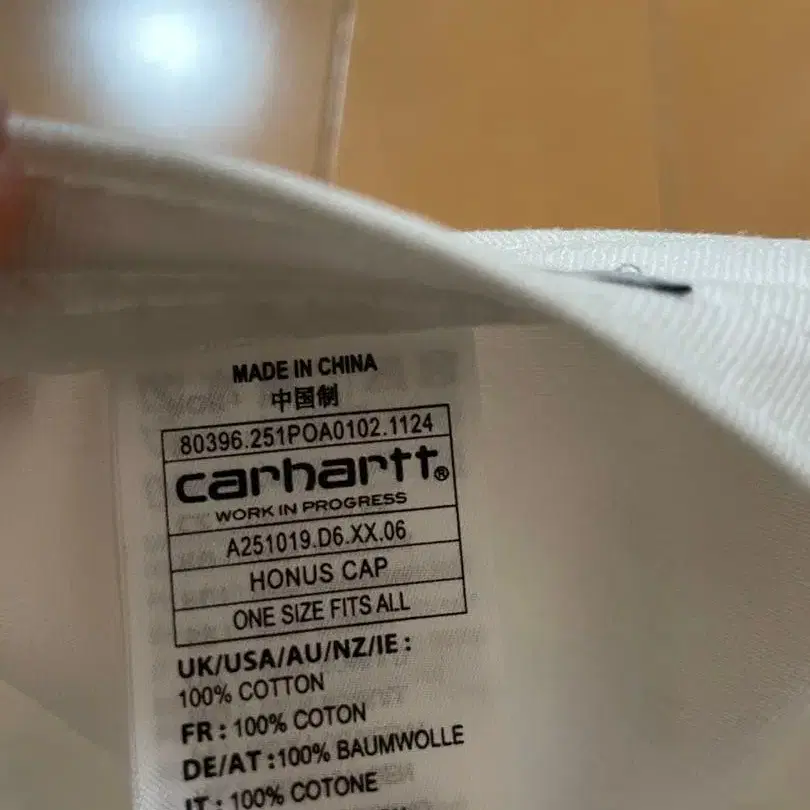 MADE IN CHINA
中国制
80396.251POA0102.1124
carhartt®
WORK IN PROGRESS
A251019.D6.XX.06
HONUS CAP
ONE SIZE FITS ALL
UK/USA/AU/NZ/IE :
100% COTTON
FR : 100% COTON
DE/AT :100% BAUMWOLLE
IT : 100% COTONE